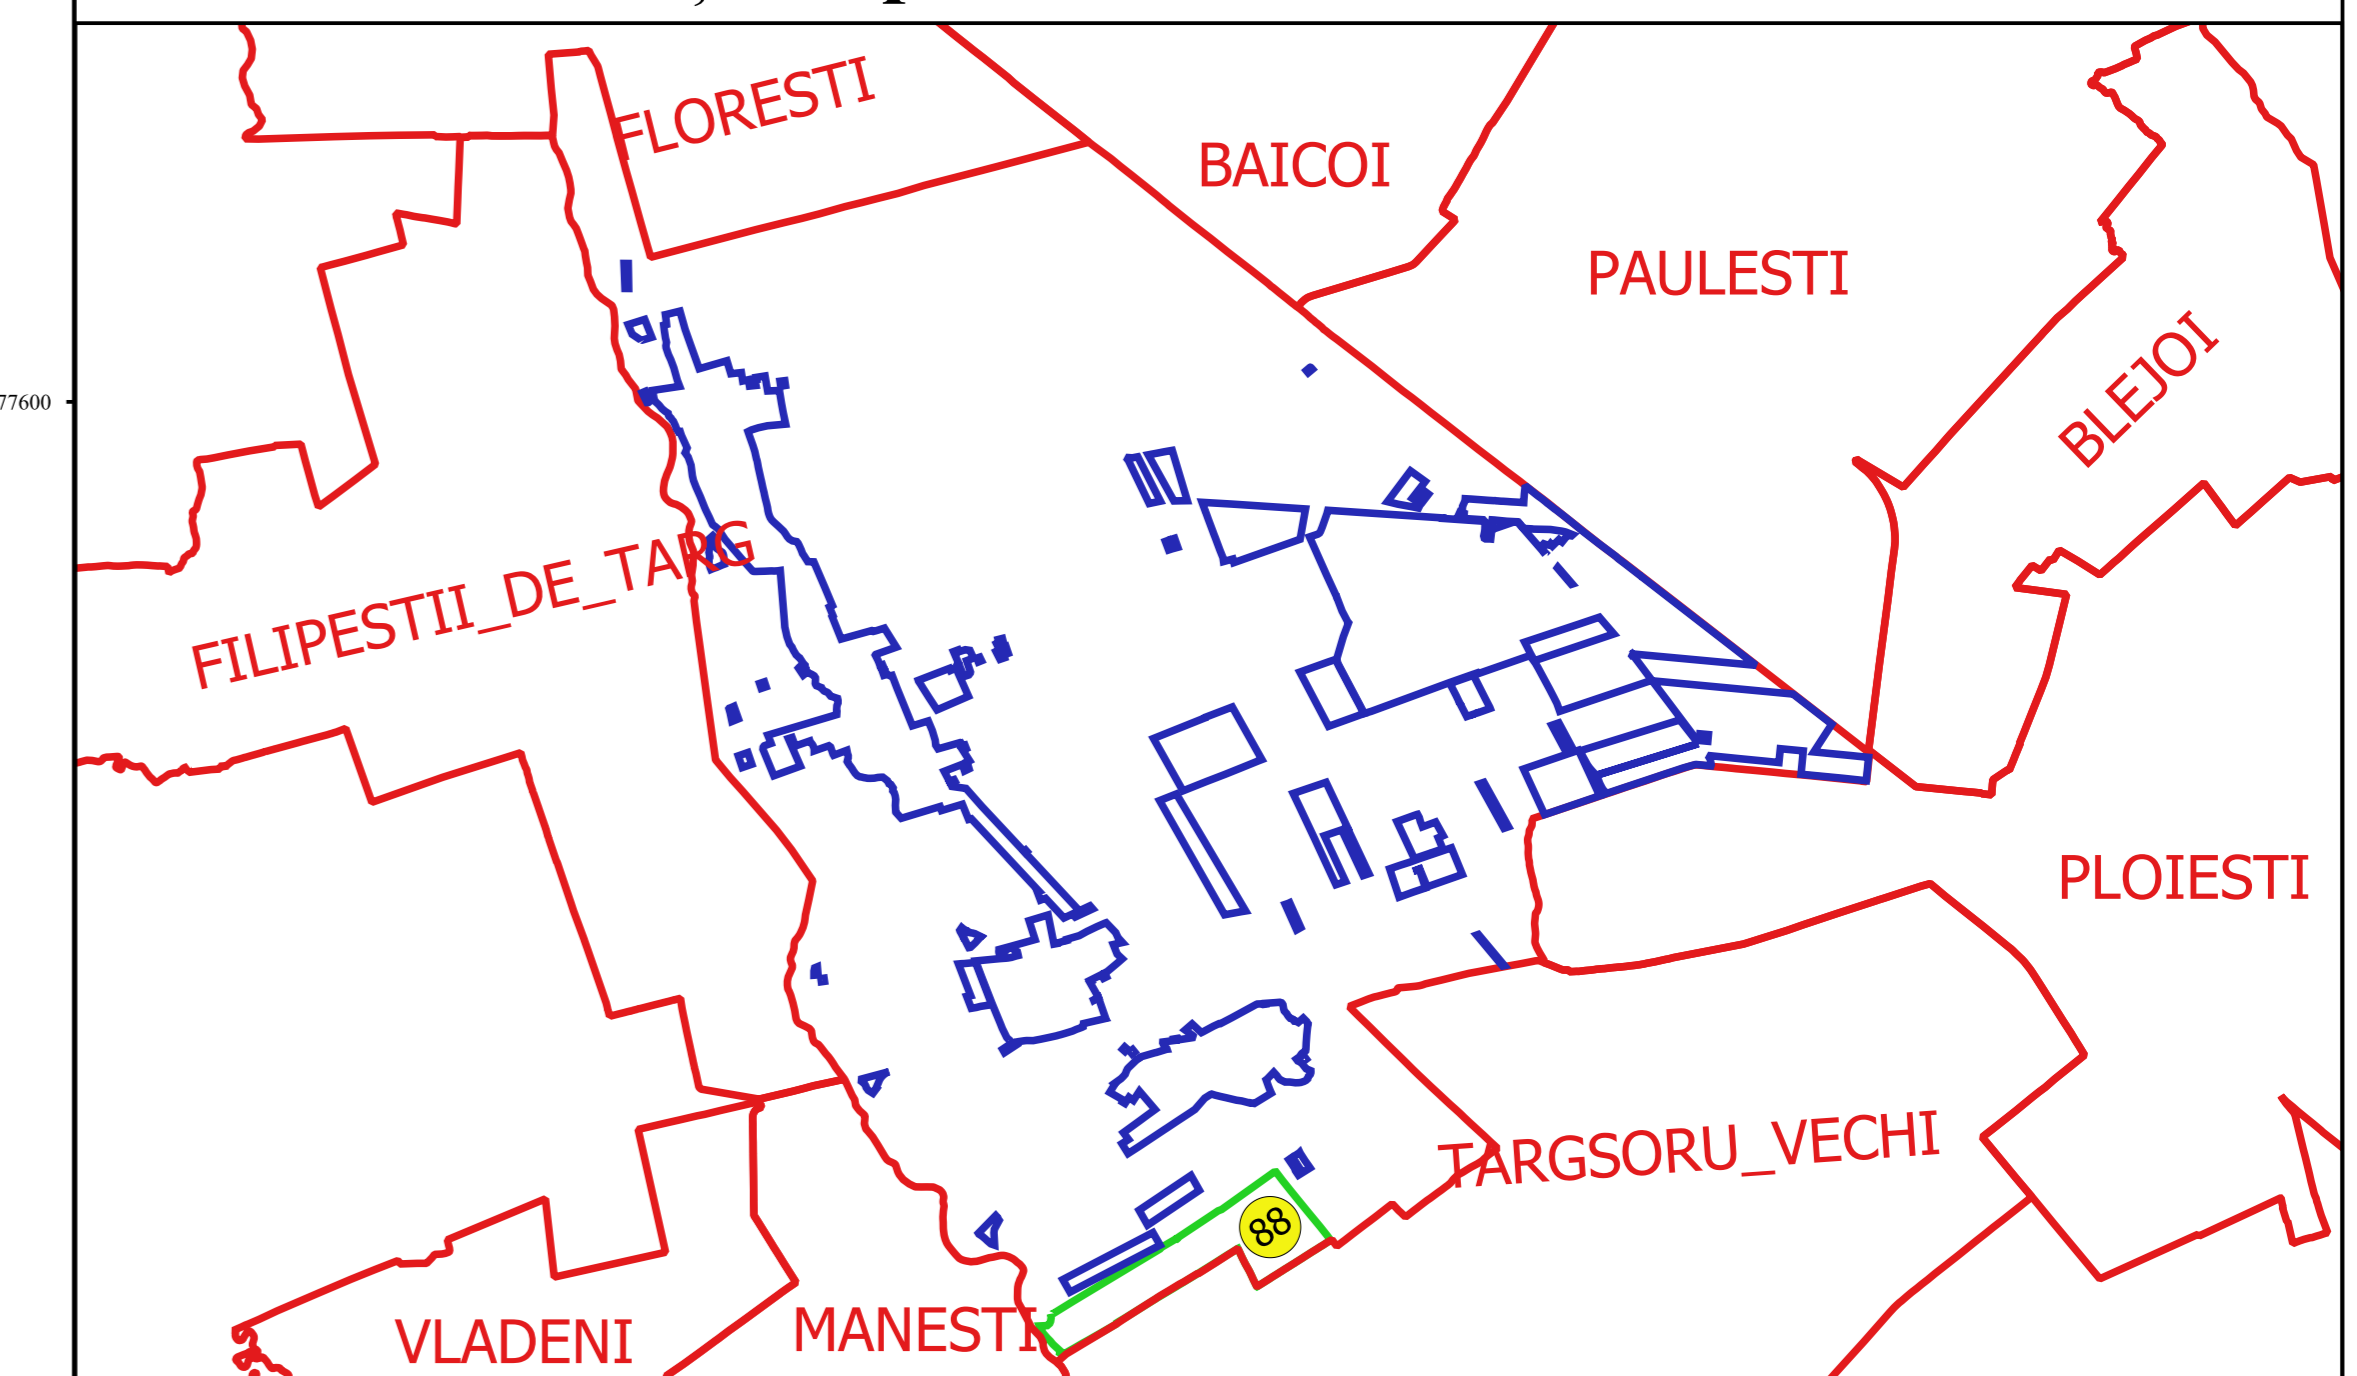 FLORESTI
BAICOI
PAULESTI
BLEJOI
77600
FILIPESTII_DE_TARG
PLOIESTI
TARGSORU_VECHI
88
MANESTI
VLADENI